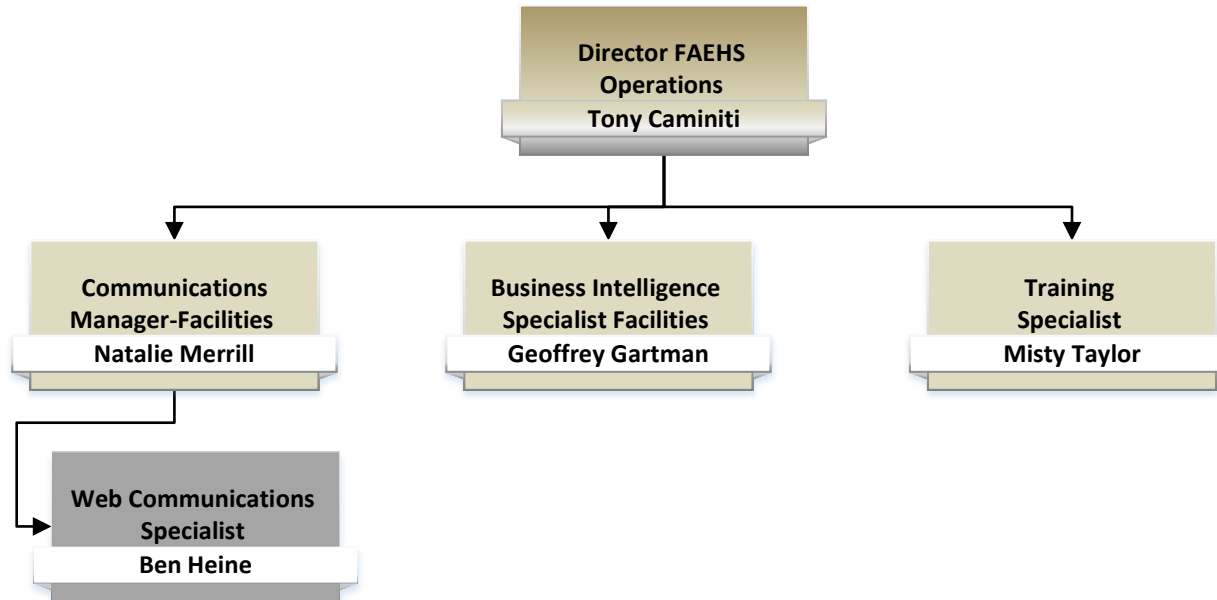 Director FAEHS
Operations
Tony Caminiti
Communications
Manager-Facilities
Natalie Merrill
Business Intelligence
Specialist Facilities
Geoffrey Gartman
Training
Specialist
Misty Taylor
Web Communications
Specialist
Ben Heine